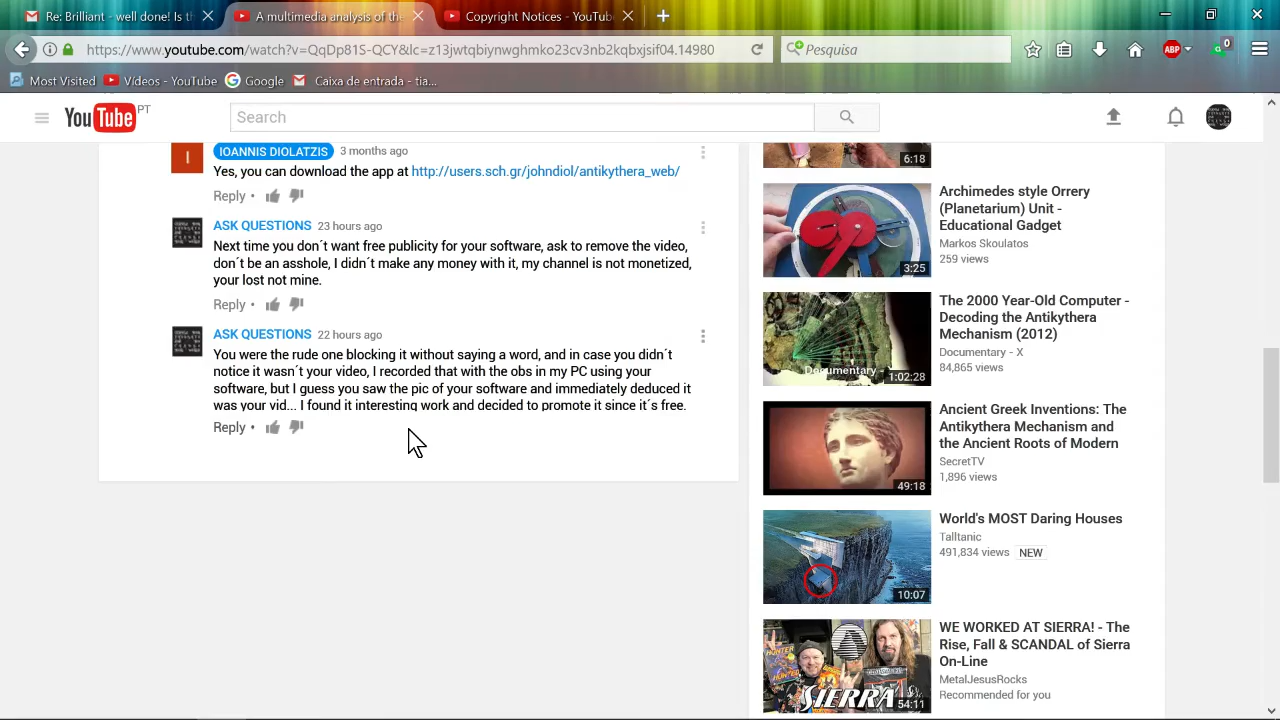 Re: Brilliant - well done! Is th
A multimedia analysis of the
Copyright Notices - YouTub
https://www.youtube.com/watch?v=QqDp81S-QCY&lc=z13jwtqbiynwghmko23cv3nb2kqbxjsif04.14980
Pesquisa
ABP
0
Most Visited
Vídeos - YouTube
Google
Caixa de entrada - tia...
YouTube PT
Search
IOANNIS DIOLATZIS 3 months ago
Yes, you can download the app at http://users.sch.gr/johndiol/antikythera_web/
Reply •
ASK QUESTIONS 23 hours ago
Next time you don´t want free publicity for your software, ask to remove the video,
don´t be an asshole, I didn´t make any money with it, my channel is not monetized,
your lost not mine.
Reply •
ASK QUESTIONS 22 hours ago
You were the rude one blocking it without saying a word, and in case you didn´t
notice it wasn´t your video, I recorded that with the obs in my PC using your
roftware, but I guess you saw the pic of your software and immediately deduced it
was your vid... I found it interesting work and decided to promote it since it´s free.
Reply •
6:18
Archimedes style Orrery
(Planetarium) Unit -
Educational Gadget
Markos Skoulatos
259 views
3:25
The 2000 Year-Old Computer -
Decoding the Antikythera
Mechanism (2012)
Documentary - X
84,865 views
Documentary
1:02:28
Ancient Greek Inventions: The
Antikythera Mechanism and
the Ancient Roots of Modern
SecretTV
1,896 views
49:18
World's MOST Daring Houses
Talltanic
491,834 views NEW
10:07
WE WORKED AT SIERRA! - The
Rise, Fall & SCANDAL of Sierra
On-Line
MetalJesusRocks
Recommended for you
SIERRA
54:11